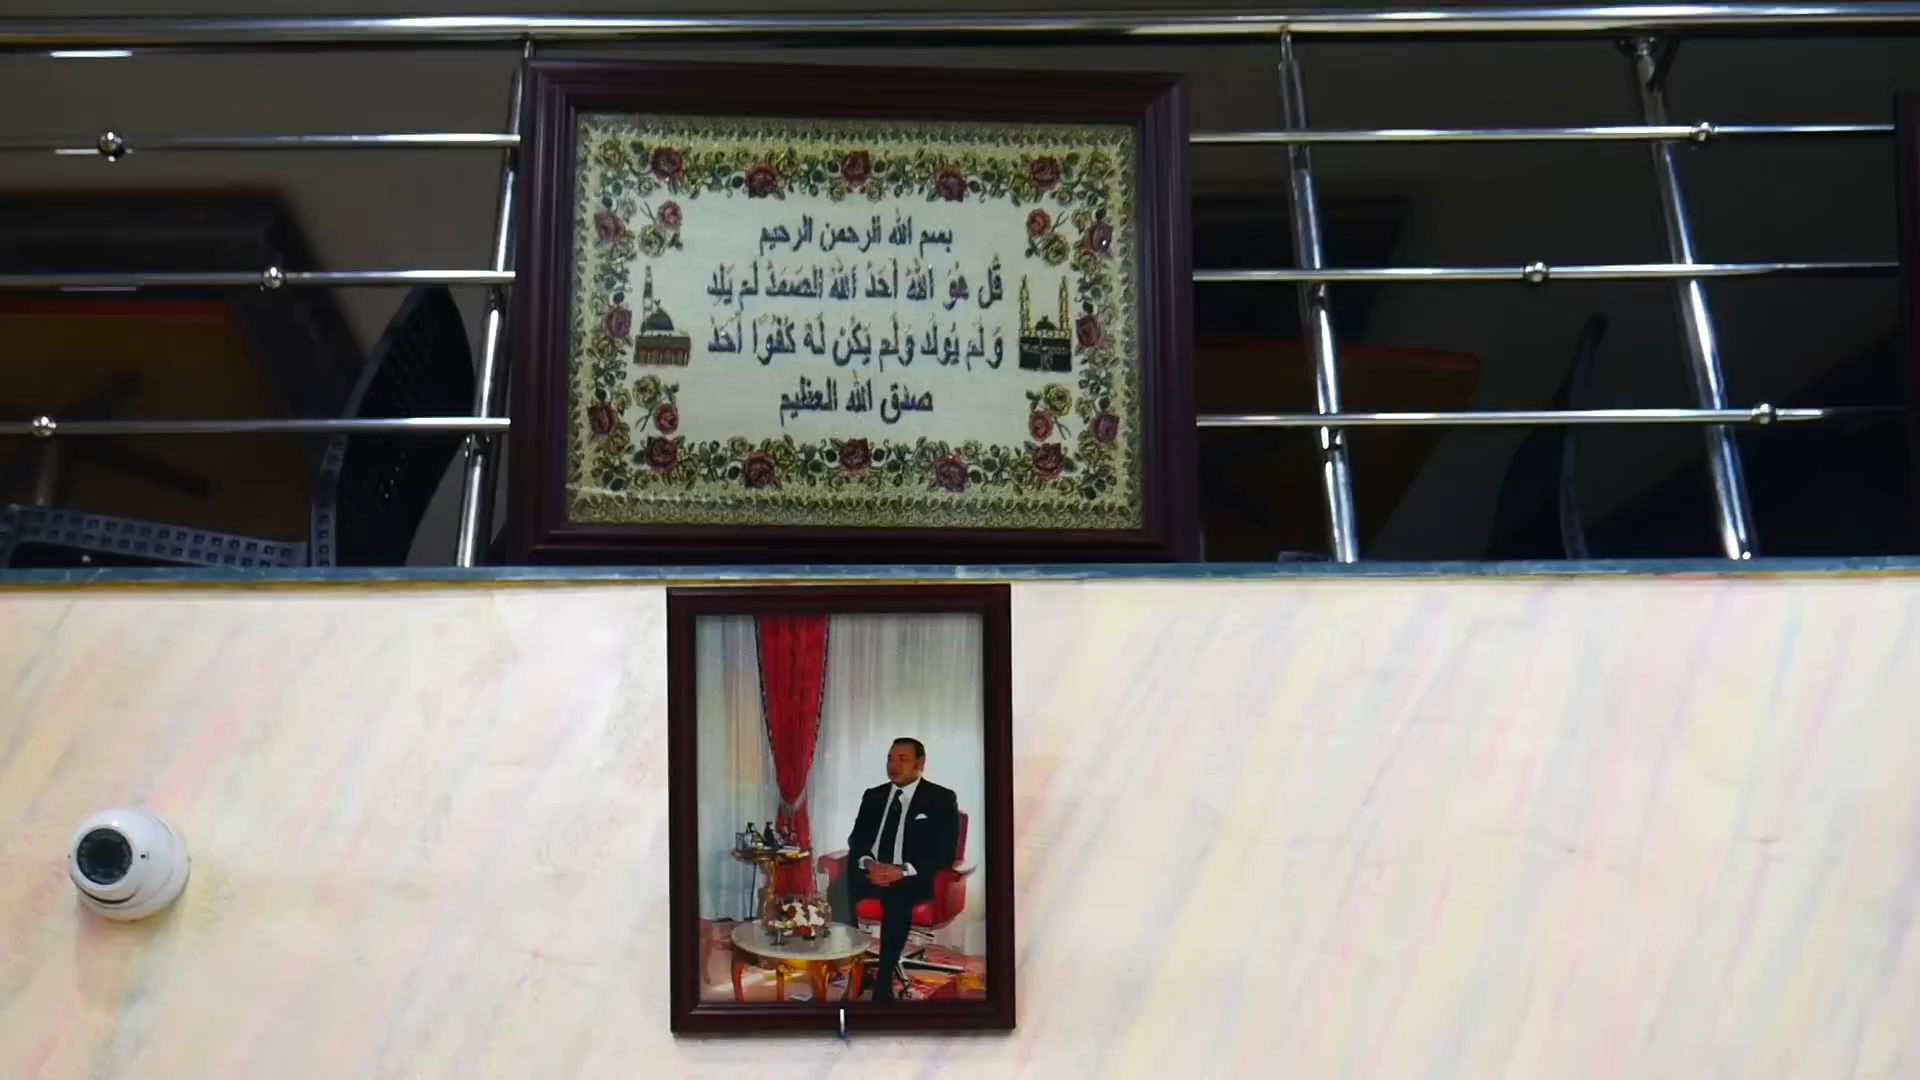 بسم الله الرحمن الرحيم
قُل هُوَ اللهُ أَحَدٌ اللهُ الصَمَدُ لَم يَلِد
وَلَم يُولَد وَلَم يَكُنْ لَهُ كُفُوًا أَحَدٌ
صدق الله العظيم